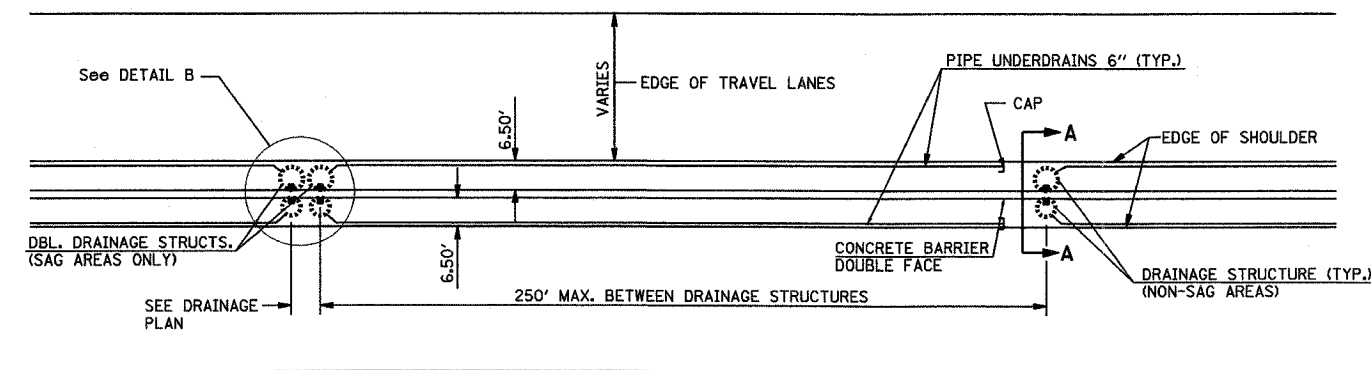 See DETAIL B
VARIES
EDGE OF TRAVEL LANES
PIPE UNDERDRAINS 6" (TYP.)
CAP
A
EDGE OF SHOULDER
6.50'
DBL. DRAINAGE STRUCTS.
(SAG AREAS ONLY)
6.50'
CONCRETE BARRIER
DOUBLE FACE
A
DRAINAGE STRUCTURE (TYP.)
(NON-SAG AREAS)
SEE DRAINAGE
PLAN
250' MAX. BETWEEN DRAINAGE STRUCTURES